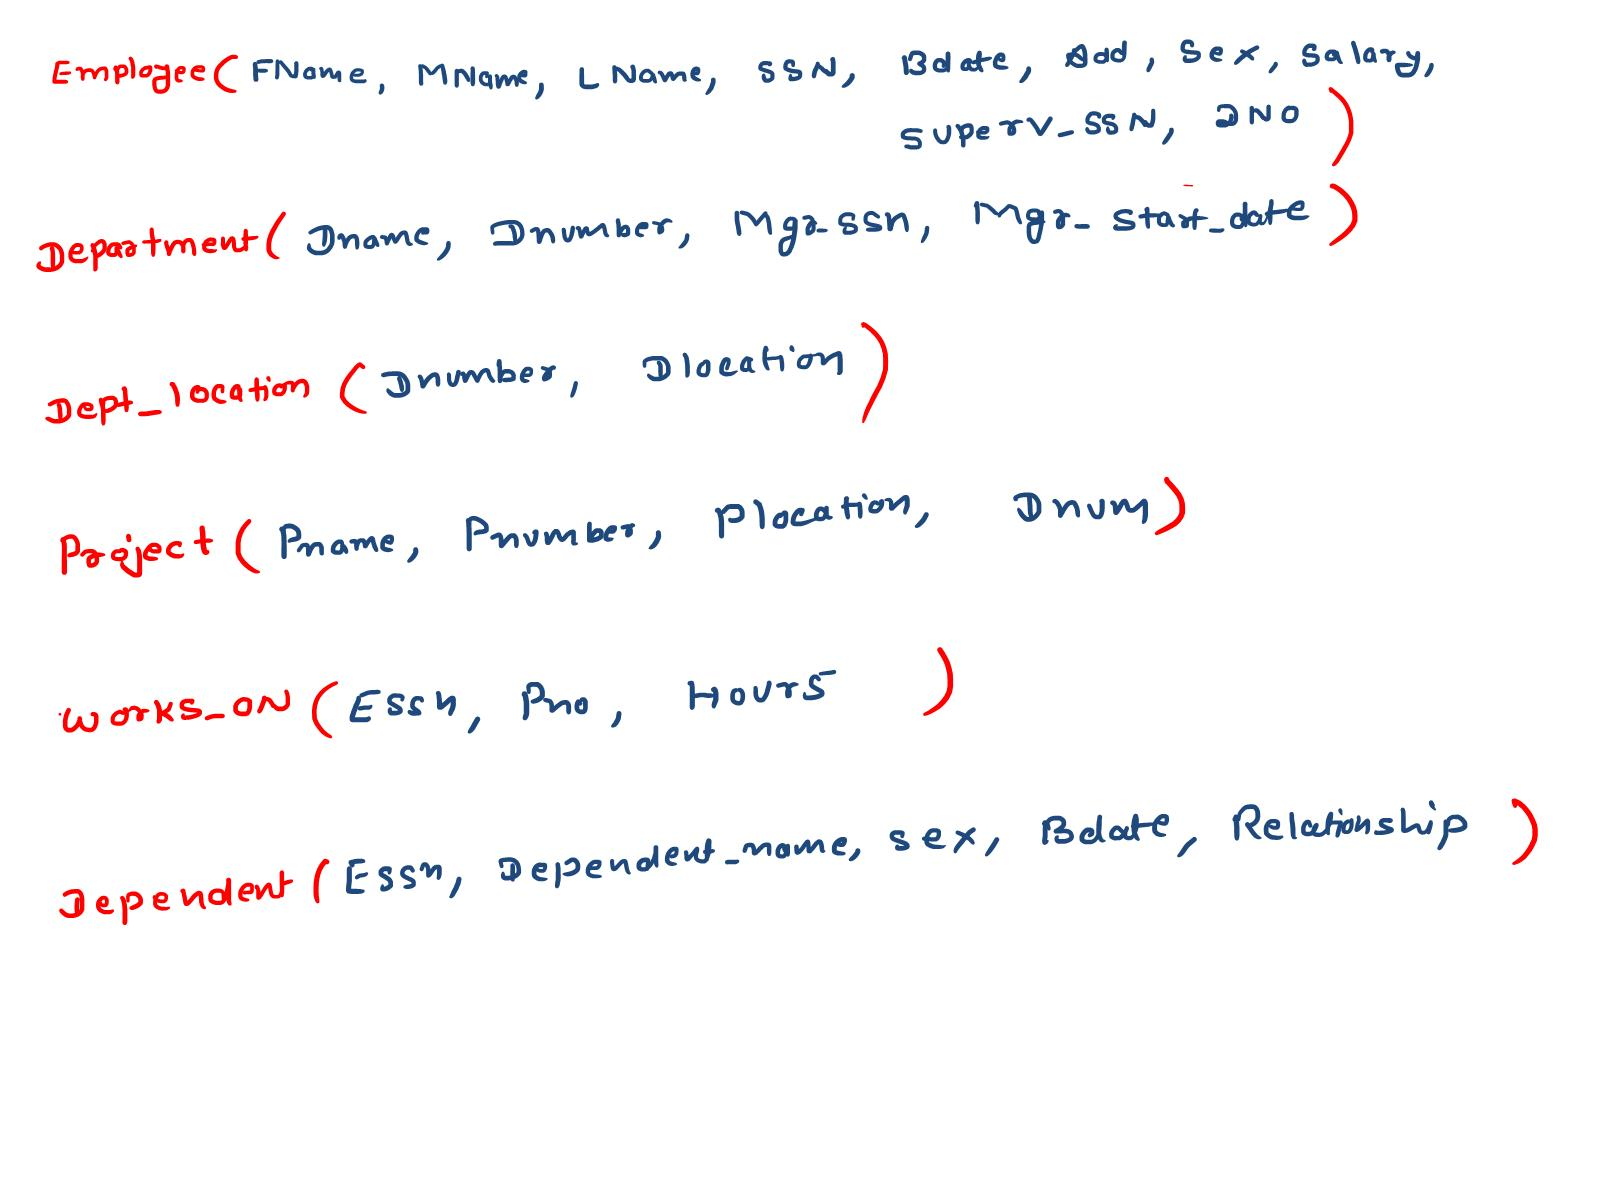 Employee( FName, MName, LName, SSN, Bdate, Add, Sex, Salary,
Superv_SSN, DNO )
Department( Dname, Dnumber, Mgr_SSn, Mgr_Start_date )
Dept_location ( Dnumber, Dlocation )
Project ( Pname, Pnumber, Plocation, Dnum )
Works_ON ( ESSn, Pno, Hours )
Dependent ( ESSn, Dependent_name, Sex, Bdate, Relationship )